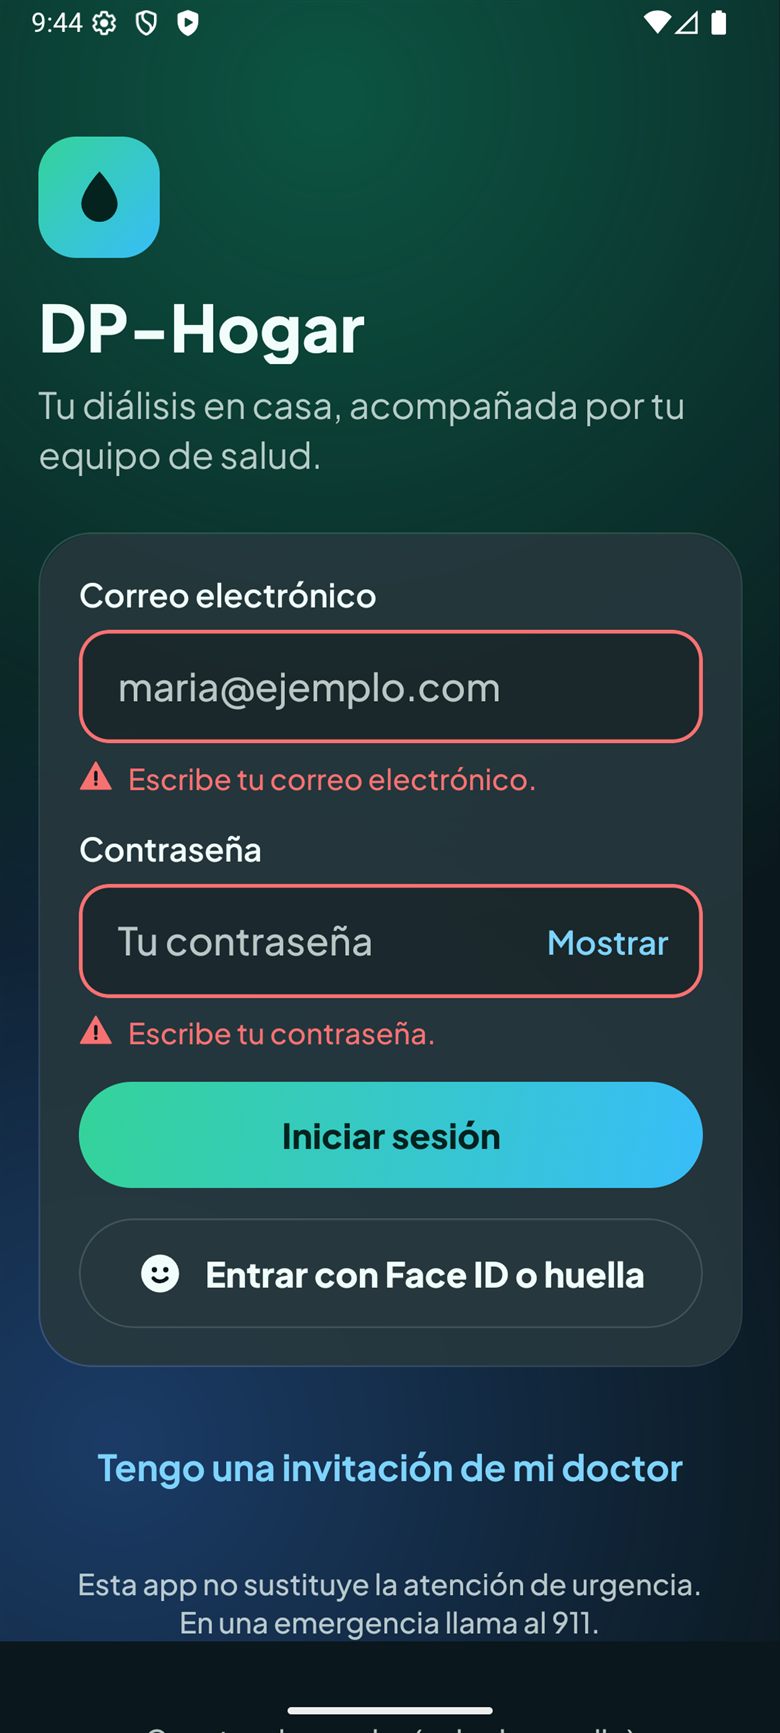 9:44
DP-Hogar
Tu diálisis en casa, acompañada por tu
equipo de salud.
Correo electrónico
maria@ejemplo.com
Escribe tu correo electrónico.
Contraseña
Tu contraseña
Mostrar
Escribe tu contraseña.
Iniciar sesión
Entrar con Face ID o huella
Tengo una invitación de mi doctor
Esta app no sustituye la atención de urgencia.
En una emergencia llama al 911.